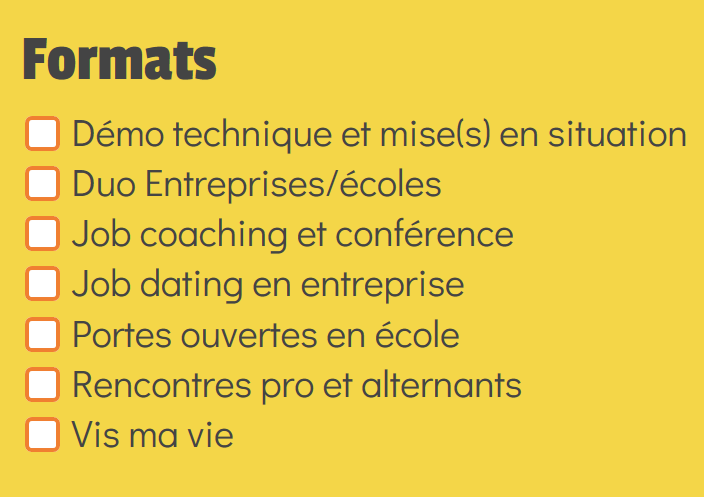 Formats
Démo technique et mise(s) en situation
Duo Entreprises/écoles
Job coaching et conférence
Job dating en entreprise
Portes ouvertes en école
Rencontres pro et alternants
Vis ma vie